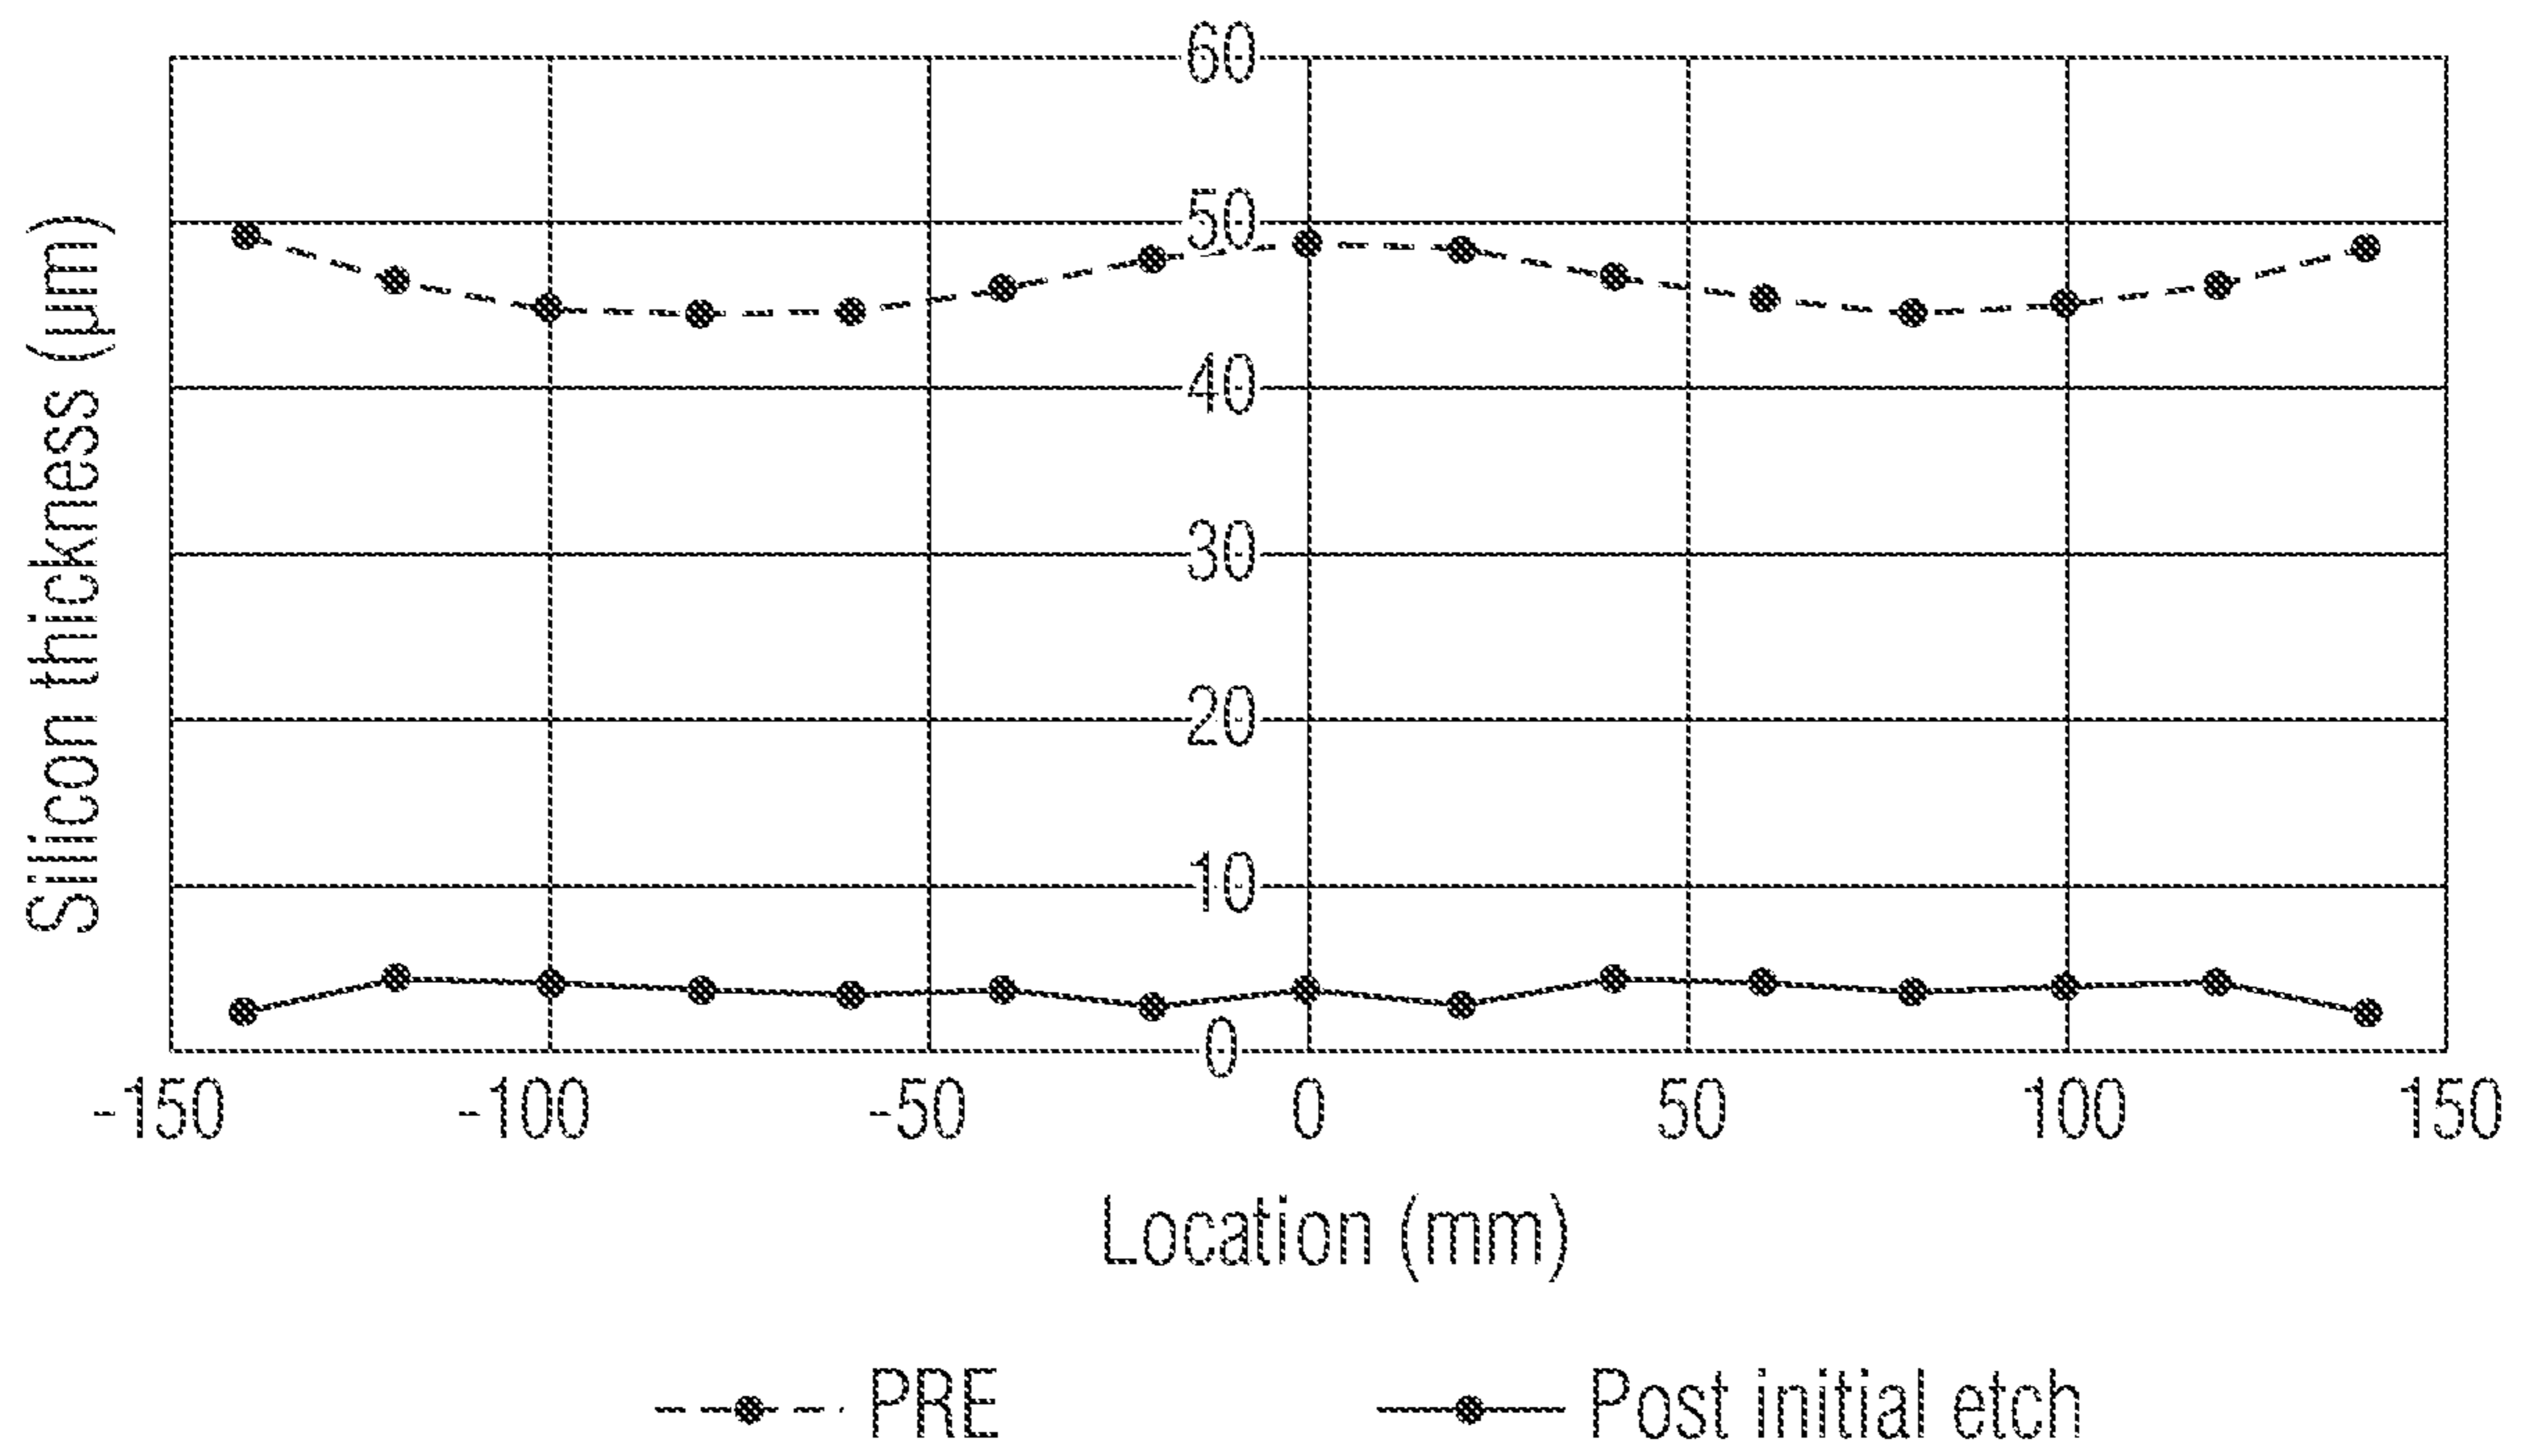 60
50
40
30
20
10
0
Silicon thickness (µm)
-150 -100 -50 0 50 100 150
Location (mm)
PRE Post initial etch